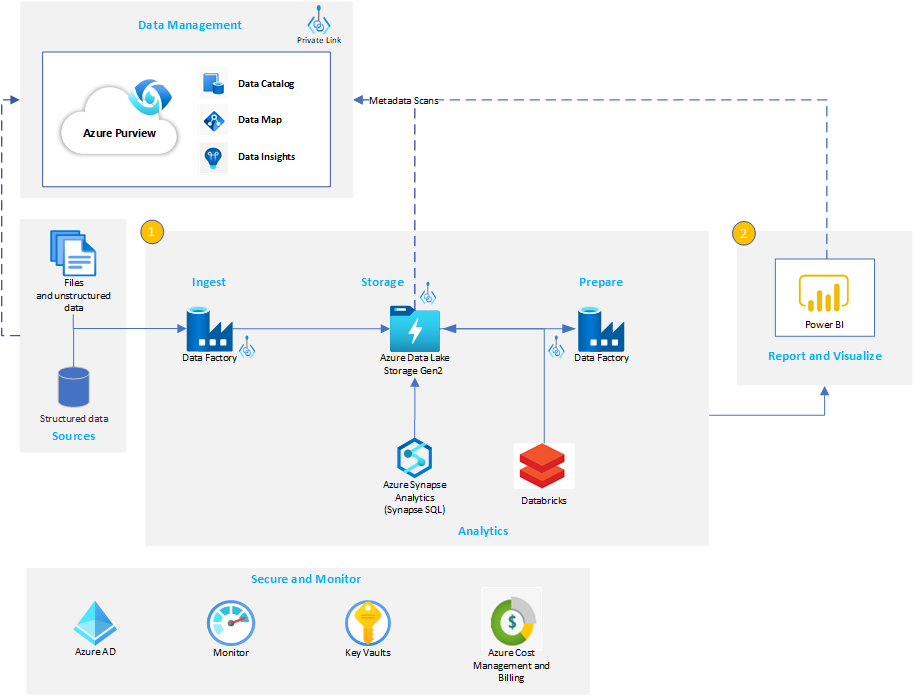 Data Management
Private Link
Azure Purview
Data Catalog
Data Map
Data Insights
Metadata Scans
Files
and unstructured
data
Structured data
Sources
1
Ingest
Data Factory
Storage
Azure Data Lake
Storage Gen2
Prepare
Data Factory
Azure Synapse
Analytics
(Synapse SQL)
Databricks
Analytics
2
Power BI
Report and Visualize
Secure and Monitor
Azure AD
Monitor
Key Vaults
$
Azure Cost
Management and
Billing